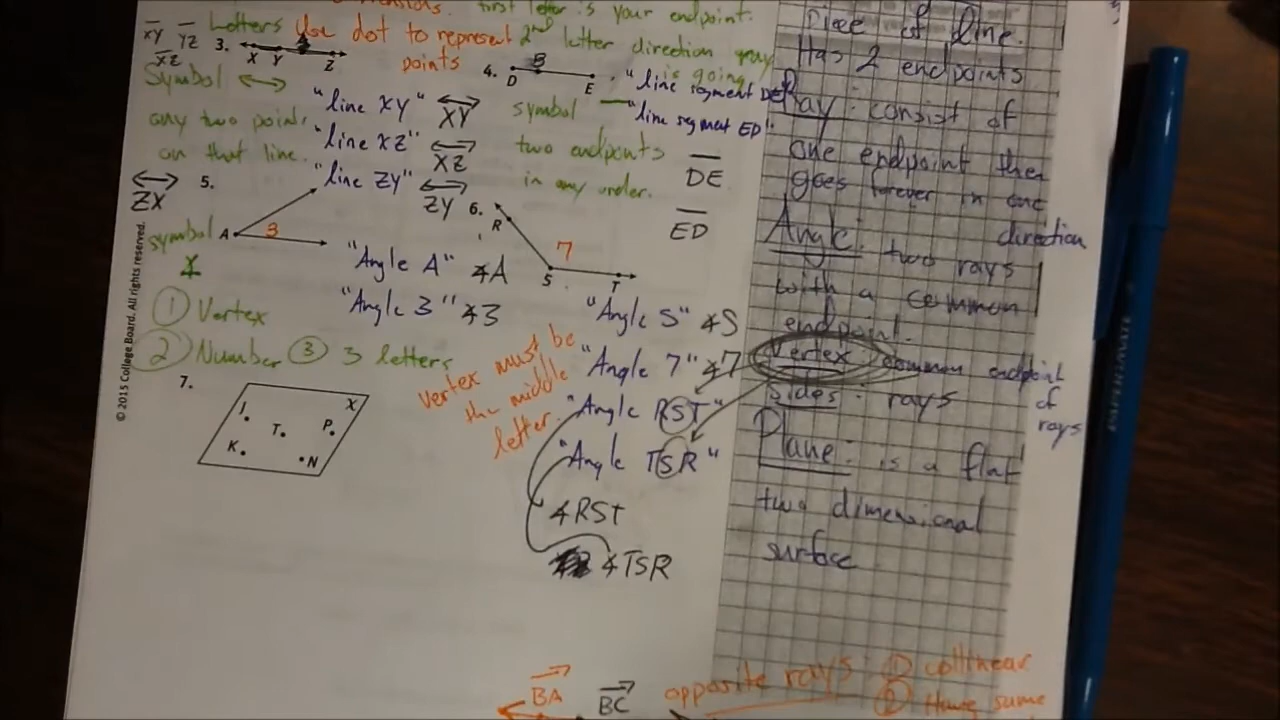 first letter is your endpoint.
XY YZ Letters Use dot to represent 2nd letter direction ray
XZ 3. X Y Z points 4. D B E is going.
Symbol "line XY" XY symbol "line segment DE"
any two points "line XZ" XZ two endpoints "line segment ED"
on that line. "line ZY" ZY in any order. DE
ZX 5. 6. R ED
symbol A 3 7
∡ "Angle A" ∡A S T
① Vertex "Angle 3" ∡3 "Angle S" ∡S
② Number ③ 3 letters "Angle 7" ∡7
vertex must be
the middle
letter.
"Angle RST"
"Angle TSR"
∡RST
∡TSR
7.
J X
T P
K N
© 2015 College Board. All rights reserved.
Piece of line.
Has 2 endpoints
Ray: consist of
one endpoint then
goes forever in one
direction
Angle: two rays
with a common
endpoint.
Vertex: common endpoint
of
rays
Sides: rays
Plane: is a flat
two dimensional
surface
BA BC opposite rays: ① collinear
② Have same
PAPERMATE